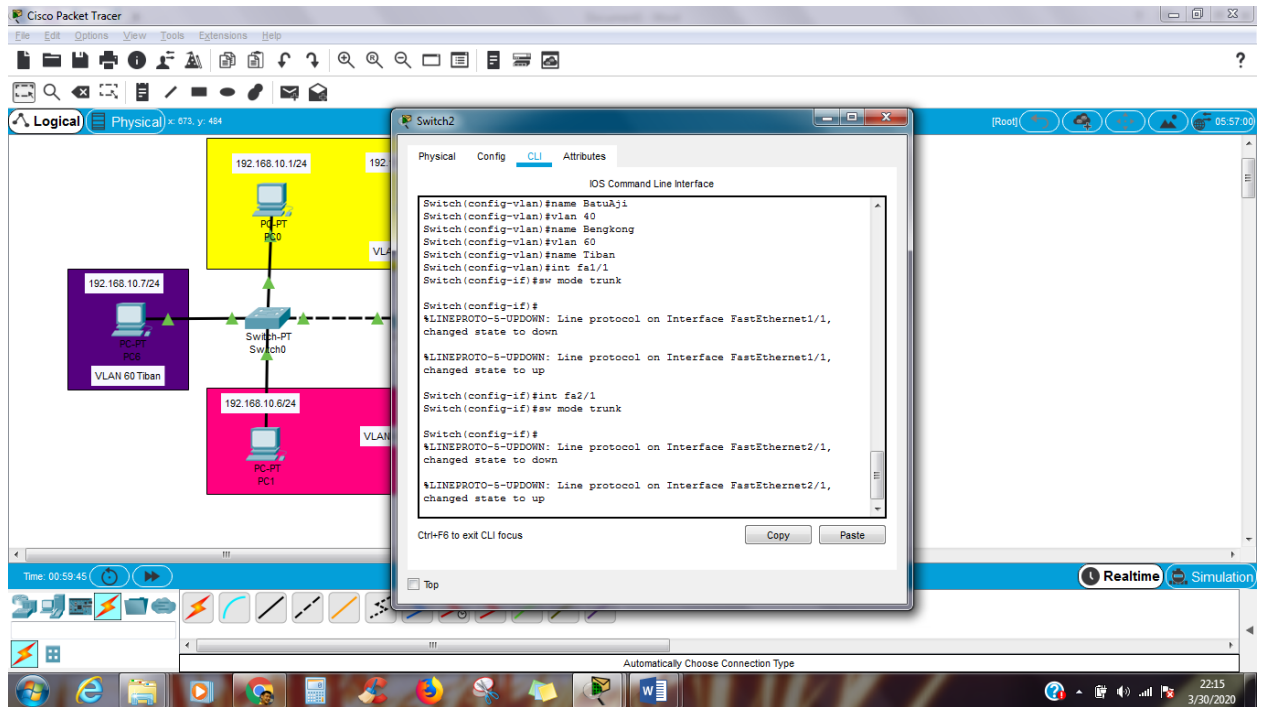 Cisco Packet Tracer
File Edit Options View Tools Extensions Help
?
Logical Physical x: 673, y: 484
[Root] 05:57:00
192.168.10.1/24
192.
PC-PT
PC0
VLA
192.168.10.7/24
PC-PT
PC6
VLAN 60 Tiban
Switch-PT
Switch0
192.168.10.6/24
VLAN
PC-PT
PC1
Switch2
Physical Config CLI Attributes
IOS Command Line Interface
Switch(config-vlan)#name BatuAji
Switch(config-vlan)#vlan 40
Switch(config-vlan)#name Bengkong
Switch(config-vlan)#vlan 60
Switch(config-vlan)#name Tiban
Switch(config-vlan)#int fa1/1
Switch(config-if)#sw mode trunk
Switch(config-if)#
%LINEPROTO-5-UPDOWN: Line protocol on Interface FastEthernet1/1,
changed state to down
%LINEPROTO-5-UPDOWN: Line protocol on Interface FastEthernet1/1,
changed state to up
Switch(config-if)#int fa2/1
Switch(config-if)#sw mode trunk
Switch(config-if)#
%LINEPROTO-5-UPDOWN: Line protocol on Interface FastEthernet2/1,
changed state to down
%LINEPROTO-5-UPDOWN: Line protocol on Interface FastEthernet2/1,
changed state to up
Ctrl+F6 to exit CLI focus
Copy Paste
Top
Time: 00:59:45
Realtime Simulation
Automatically Choose Connection Type
22:15
3/30/2020